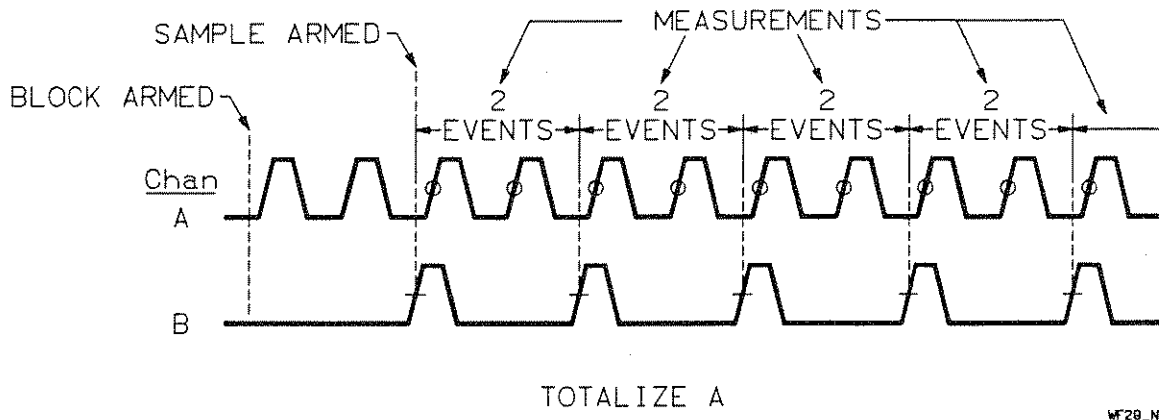 MEASUREMENTS
SAMPLE ARMED
BLOCK ARMED
2 2 2 2
EVENTS EVENTS EVENTS EVENTS
Chan
A
B
TOTALIZE A